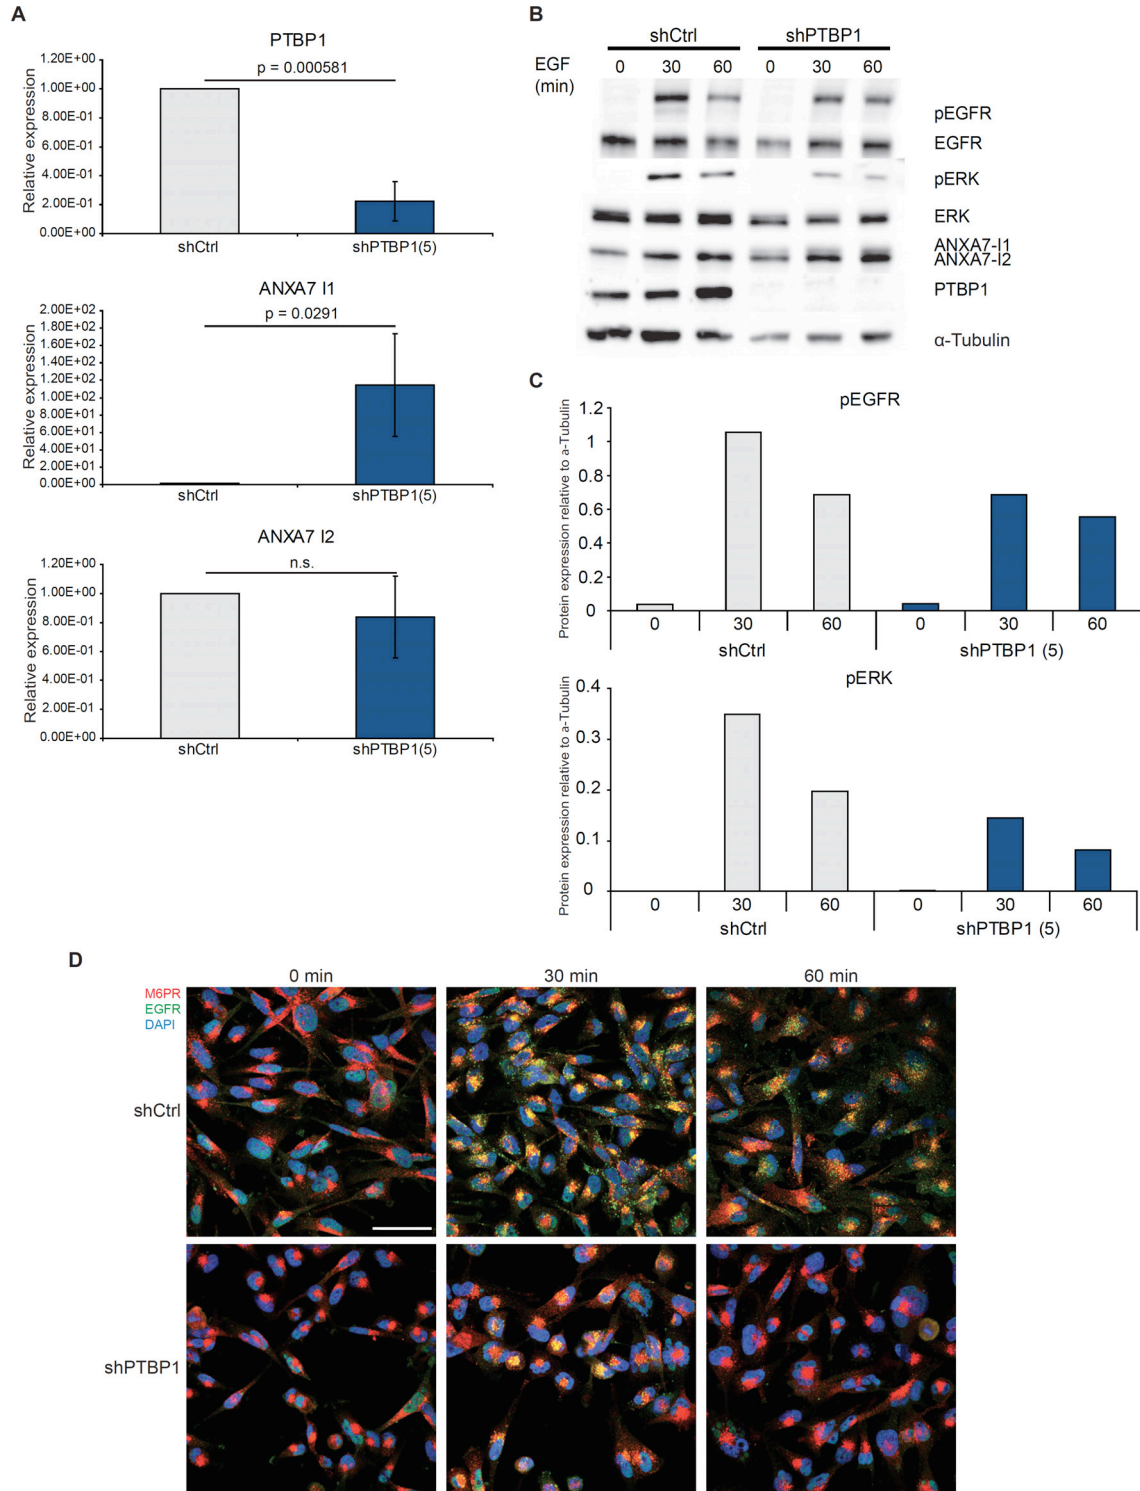 A
PTBP1
p = 0.000581
Relative expression
1.20E+00
1.00E+00
8.00E-01
6.00E-01
4.00E-01
2.00E-01
0.00E+00
shCtrl
shPTBP1(5)
ANXA7 I1
p = 0.0291
Relative expression
2.00E+02
1.80E+02
1.60E+02
1.40E+02
1.20E+02
1.00E+02
8.00E+01
6.00E+01
4.00E+01
2.00E+01
0.00E+00
shCtrl
shPTBP1(5)
ANXA7 I2
n.s.
Relative expression
1.20E+00
1.00E+00
8.00E-01
6.00E-01
4.00E-01
2.00E-01
0.00E+00
shCtrl
shPTBP1(5)
B
shCtrl shPTBP1
EGF 0 30 60 0 30 60
(min)
pEGFR
EGFR
pERK
ERK
ANXA7-I1
ANXA7-I2
PTBP1
α-Tubulin
C
pEGFR
Protein expression relative to a-Tubulin
1.2
1
0.8
0.6
0.4
0.2
0
0 30 60 0 30 60
shCtrl shPTBP1 (5)
pERK
Protein expression relative to a-Tubulin
0.4
0.3
0.2
0.1
0
0 30 60 0 30 60
shCtrl shPTBP1 (5)
D
0 min 30 min 60 min
M6PR
EGFR
DAPI
shCtrl
shPTBP1